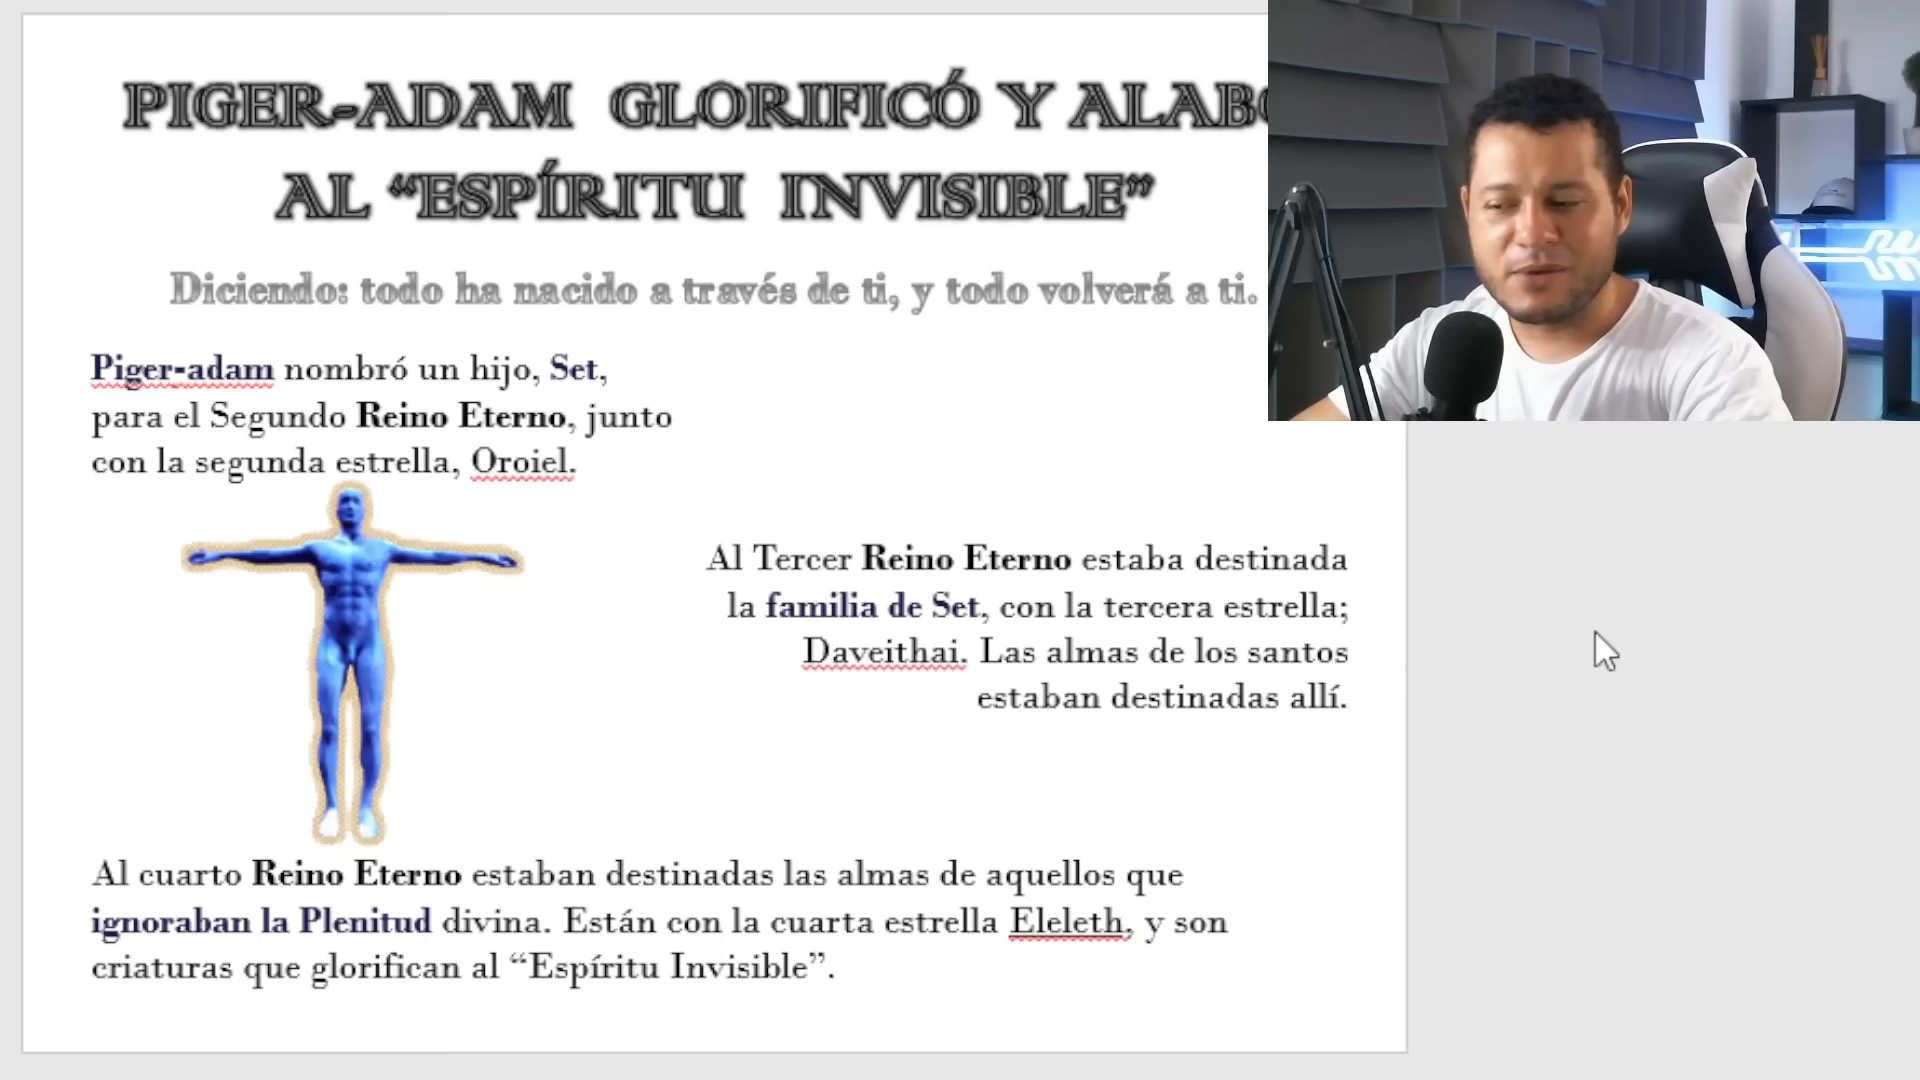 PIGER-ADAM GLORIFICÓ Y ALAB
AL “ESPÍRITU INVISIBLE”
Diciendo: todo ha nacido a través de ti, y todo volverá a ti.
Piger-adam nombró un hijo, Set,
para el Segundo Reino Eterno, junto
con la segunda estrella, Oroiel.
Al Tercer Reino Eterno estaba destinada
la familia de Set, con la tercera estrella;
Daveithai. Las almas de los santos
estaban destinadas allí.
Al cuarto Reino Eterno estaban destinadas las almas de aquellos que
ignoraban la Plenitud divina. Están con la cuarta estrella Eleleth, y son
criaturas que glorifican al “Espíritu Invisible”.